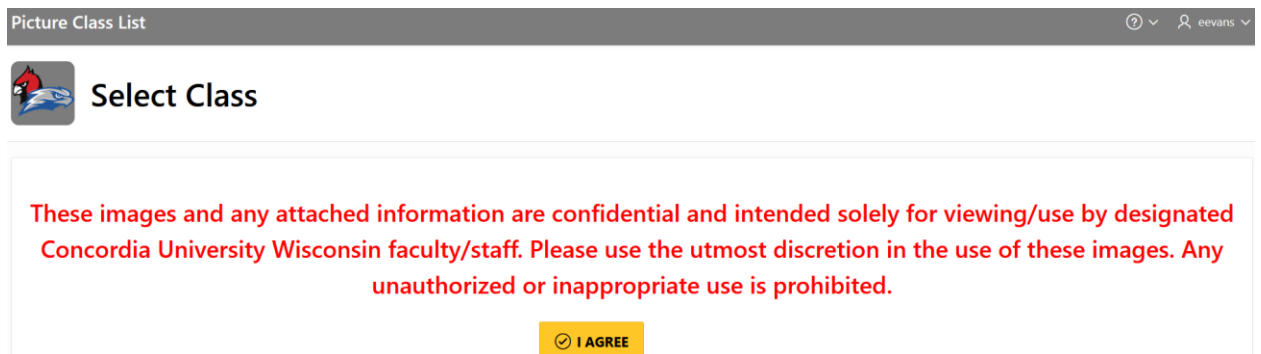 Picture Class List
eevans
Select Class
These images and any attached information are confidential and intended solely for viewing/use by designated
Concordia University Wisconsin faculty/staff. Please use the utmost discretion in the use of these images. Any
unauthorized or inappropriate use is prohibited.
I AGREE